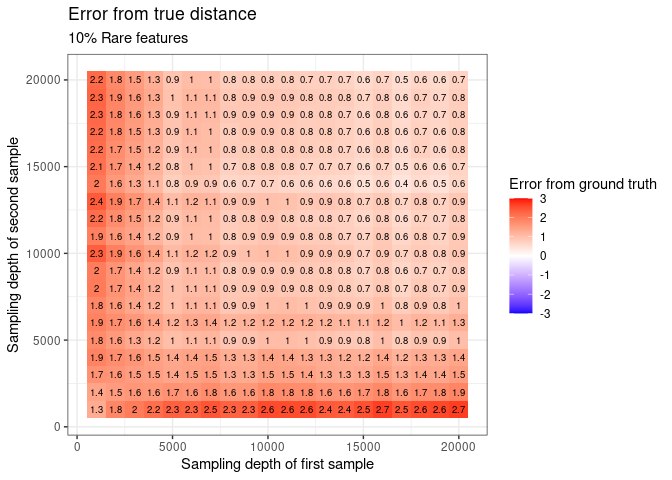 Error from true distance
10% Rare features
2.2 1.8 1.5 1.3 0.9 1 1 0.8 0.8 0.8 0.8 0.7 0.7 0.7 0.6 0.7 0.5 0.6 0.6 0.7
2.3 1.9 1.6 1.3 1 1.1 1.1 0.8 0.9 0.9 0.9 0.8 0.8 0.8 0.7 0.8 0.6 0.7 0.7 0.8
2.3 1.8 1.6 1.3 0.9 1.1 1.1 0.9 0.9 0.9 0.9 0.8 0.8 0.7 0.6 0.8 0.6 0.7 0.7 0.8
2.2 1.8 1.5 1.3 0.9 1.1 1 0.8 0.9 0.9 0.8 0.8 0.8 0.7 0.6 0.7 0.6 0.7 0.7 0.8
2.2 1.7 1.5 1.2 0.9 1.1 1 0.8 0.8 0.9 0.8 0.8 0.7 0.7 0.6 0.7 0.5 0.6 0.7 0.8
2.1 1.7 1.4 1.2 0.8 1 1 0.7 0.8 0.8 0.8 0.7 0.7 0.6 0.5 0.7 0.5 0.6 0.6 0.7
2 1.6 1.3 1.1 0.8 0.9 0.9 0.6 0.7 0.7 0.6 0.6 0.6 0.6 0.5 0.6 0.4 0.6 0.5 0.6
2.4 1.9 1.7 1.4 1.1 1.2 1.1 0.9 0.9 1 1 0.9 0.9 0.8 0.7 0.9 0.7 0.8 0.8 0.9
2.2 1.8 1.5 1.2 0.9 1.1 1 0.8 0.8 0.9 0.8 0.8 0.8 0.7 0.6 0.8 0.6 0.7 0.7 0.8
1.9 1.6 1.4 1.2 0.9 1 1 0.8 0.9 0.9 0.9 0.8 0.8 0.8 0.7 0.8 0.6 0.8 0.7 0.9
2.3 1.9 1.6 1.4 1.1 1.2 1.2 0.9 1 1 1 0.9 0.9 0.9 0.7 0.9 0.7 0.8 0.8 0.9
2 1.7 1.4 1.2 0.9 1.1 1.1 0.8 0.9 0.9 0.9 0.9 0.8 0.8 0.7 0.8 0.6 0.7 0.7 0.8
2 1.7 1.4 1.2 1 1.1 1.1 0.9 0.9 1 0.9 0.9 0.9 0.8 0.7 0.8 0.7 0.8 0.8 0.9
1.8 1.6 1.4 1.2 1 1.1 1.1 0.9 0.9 1 1 1 0.9 0.9 0.9 1 0.8 0.9 0.8 1
1.9 1.7 1.6 1.4 1.2 1.3 1.4 1.2 1.2 1.2 1.2 1.2 1.2 1.1 1.1 1.2 1 1.2 1.1 1.3
1.8 1.6 1.3 1.2 1 1.1 1.1 0.9 0.9 1 1 1 0.9 0.9 0.8 1 0.8 0.9 0.9 1
1.9 1.7 1.6 1.5 1.4 1.4 1.5 1.3 1.3 1.4 1.4 1.3 1.3 1.3 1.2 1.4 1.2 1.3 1.3 1.4
1.7 1.6 1.5 1.5 1.4 1.5 1.5 1.3 1.3 1.5 1.5 1.4 1.3 1.3 1.3 1.5 1.3 1.4 1.4 1.5
1.4 1.5 1.6 1.6 1.7 1.6 1.8 1.6 1.6 1.8 1.8 1.8 1.6 1.6 1.7 1.8 1.6 1.7 1.8 1.9
1.3 1.8 2 2.2 2.3 2.3 2.5 2.3 2.3 2.6 2.6 2.6 2.4 2.4 2.5 2.7 2.5 2.6 2.6 2.7
20000
15000
10000
5000
0
Sampling depth of second sample
0 5000 10000 15000 20000
Sampling depth of first sample
Error from ground truth
3
2
1
0
-1
-2
-3